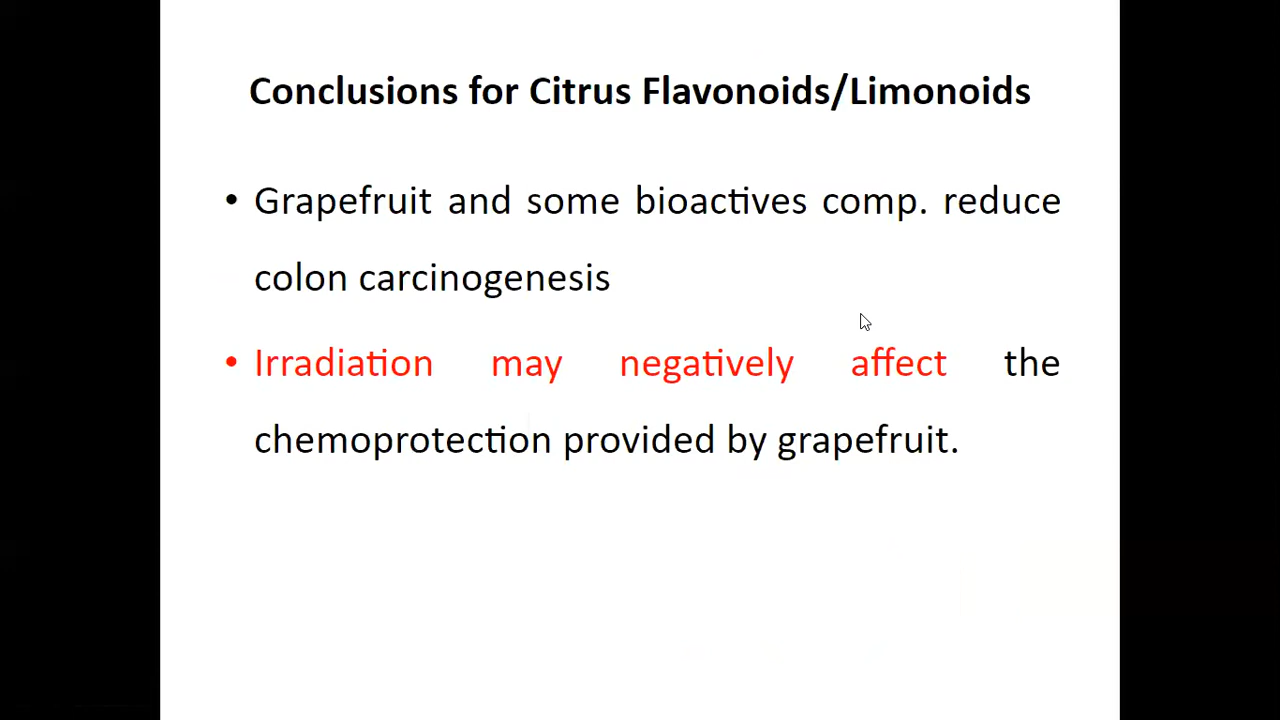 Conclusions for Citrus Flavonoids/Limonoids
• Grapefruit and some bioactives comp. reduce
colon carcinogenesis
• Irradiation may negatively affect the
chemoprotection provided by grapefruit.